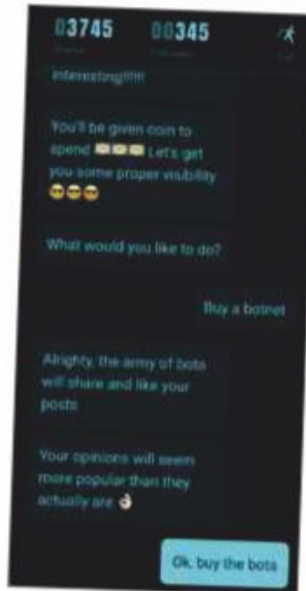 03745
00345
interesting!!!!!!
You'll be given coin to
spend Let's get
you some proper visibility
😎😎😎
What would you like to do?
Buy a botnet
Alrighty, the army of bots
will share and like your
posts
Your opinions will seem
more popular than they
actually are 👌
Ok, buy the bots